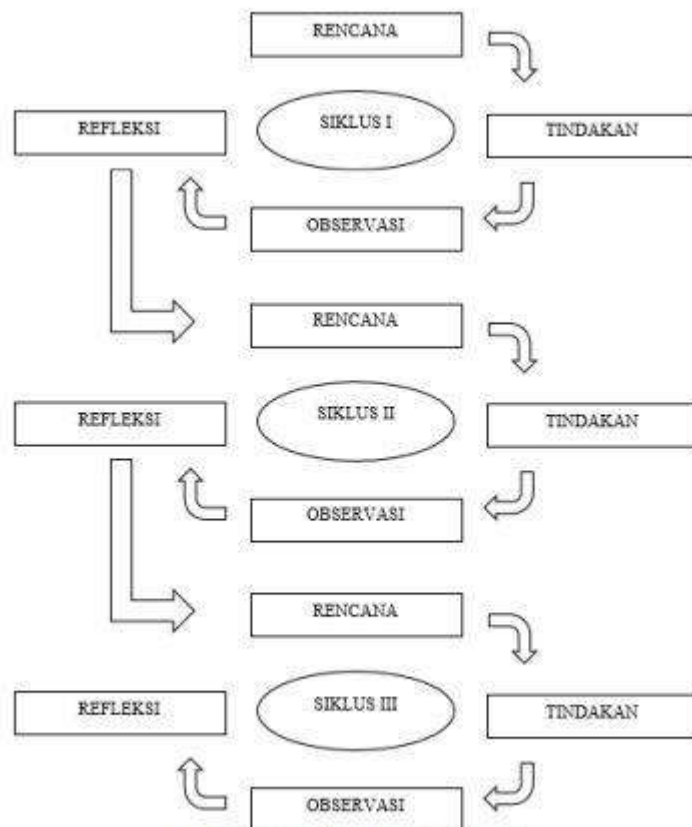 RENCANA
REFLEKSI
SIKLUS I
TINDAKAN
OBSERVASI
RENCANA
REFLEKSI
SIKLUS II
TINDAKAN
OBSERVASI
RENCANA
REFLEKSI
SIKLUS III
TINDAKAN
OBSERVASI